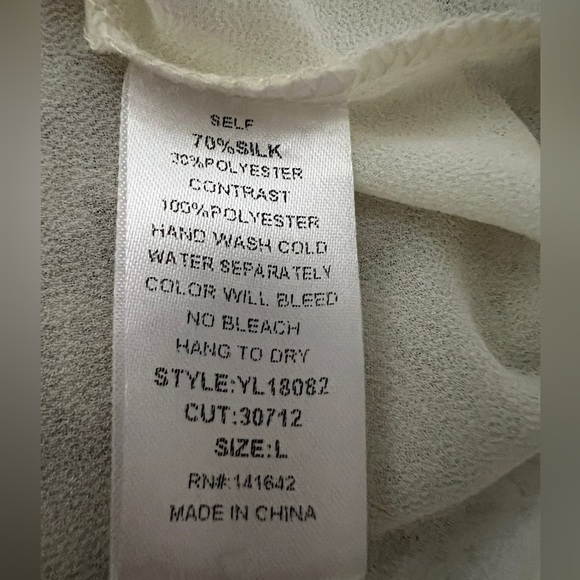 SELF
70%SILK
30%POLYESTER
CONTRAST
100%POLYESTER
HAND WASH COLD
WATER SEPARATELY
COLOR WILL BLEED
NO BLEACH
HANG TO DRY
STYLE:YL18082
CUT:30712
SIZE:L
RN#:141642
MADE IN CHINA